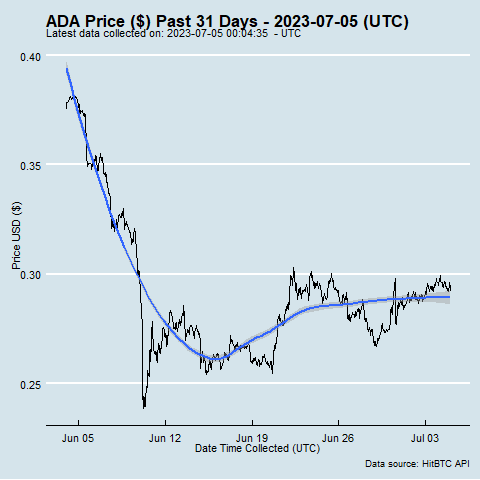 ADA Price ($) Past 31 Days - 2023-07-05 (UTC)
Latest data collected on: 2023-07-05 00:04:35 - UTC
0.40
0.35
0.30
0.25
Price USD ($)
Jun 05
Jun 12
Jun 19
Jun 26
Jul 03
Date Time Collected (UTC)
Data source: HitBTC API